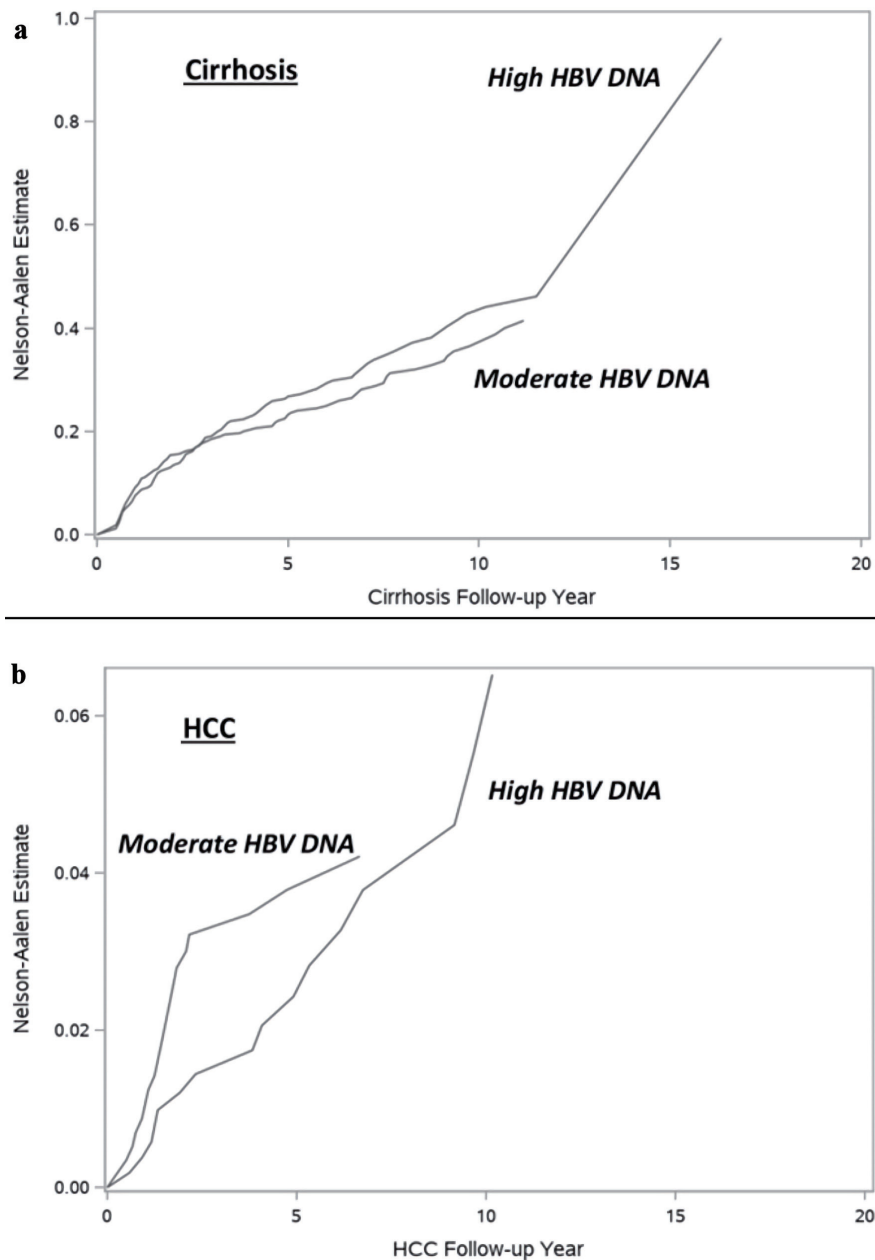 a
Cirrhosis
High HBV DNA
Moderate HBV DNA
Nelson-Aalen Estimate
1.0
0.8
0.6
0.4
0.2
0.0
0 5 10 15 20
Cirrhosis Follow-up Year
b
HCC
Moderate HBV DNA
High HBV DNA
Nelson-Aalen Estimate
0.06
0.04
0.02
0.00
0 5 10 15 20
HCC Follow-up Year